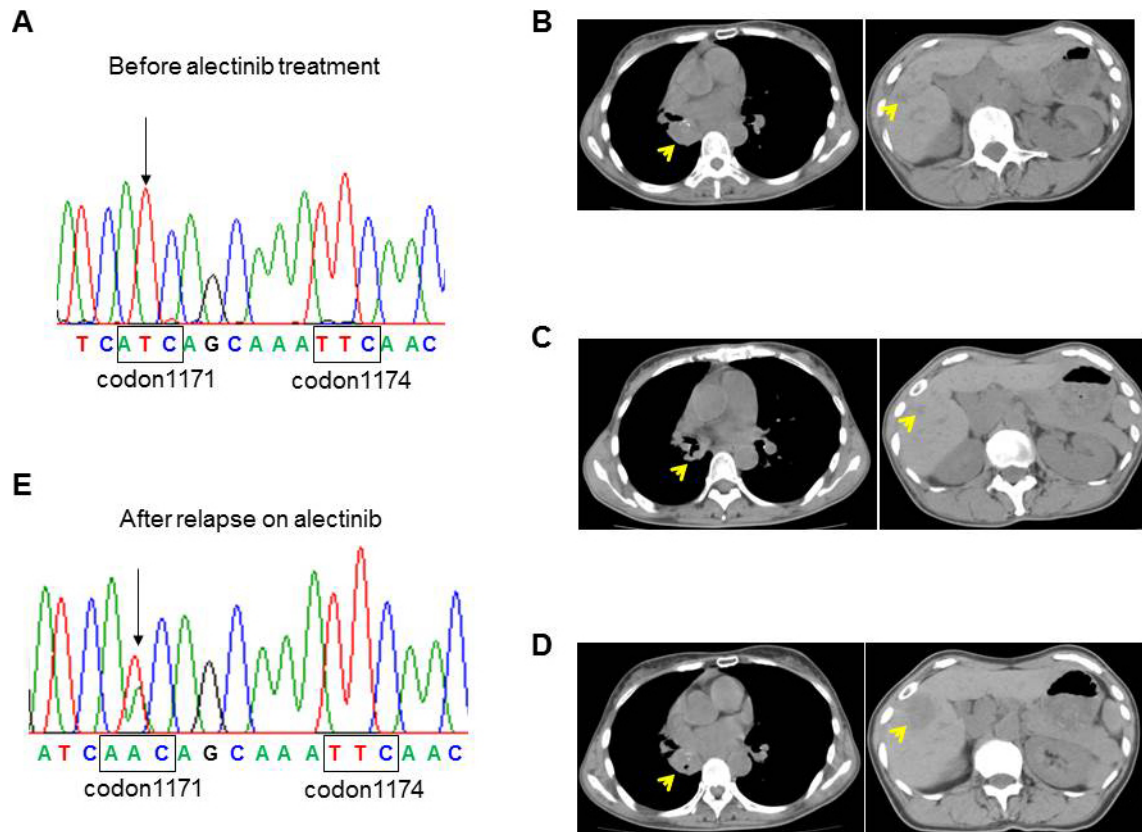 A
Before alectinib treatment
T C A T C A G C A A A T T C A A C
codon1171 codon1174
E
After relapse on alectinib
A T C A A C A G C A A A T T C A A C
codon1171 codon1174
B
C
D